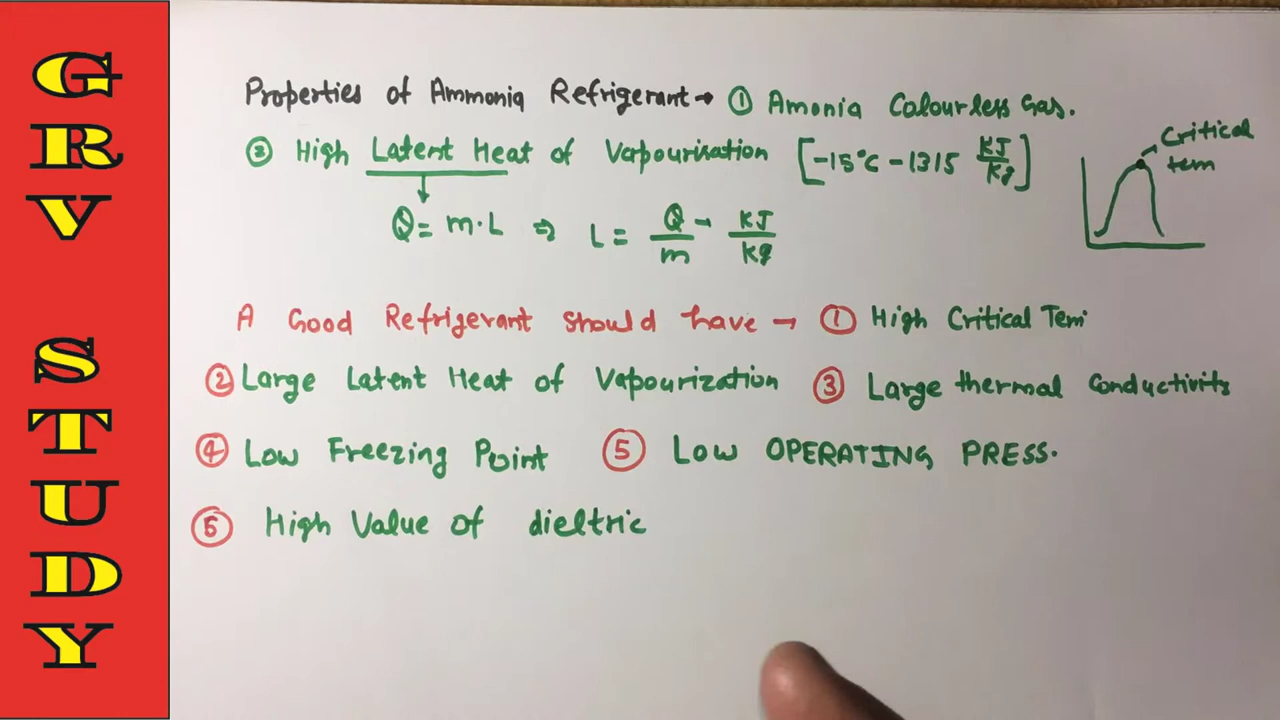 GRV STUDY
Properties of Ammonia Refrigerant → ① Amonia Colourless Gas.
② High Latent Heat of Vapourisation [-15°C - 1315 KJ/Kg]
Critical tem
Q = m·L ⇒ L = Q/m → KJ/Kg
A Good Refrigerant should have → ① High Critical Tem
② Large Latent Heat of Vapourization ③ Large thermal Conductivity
④ Low Freezing Point ⑤ Low OPERATING PRESS.
⑤ High Value of dieltric